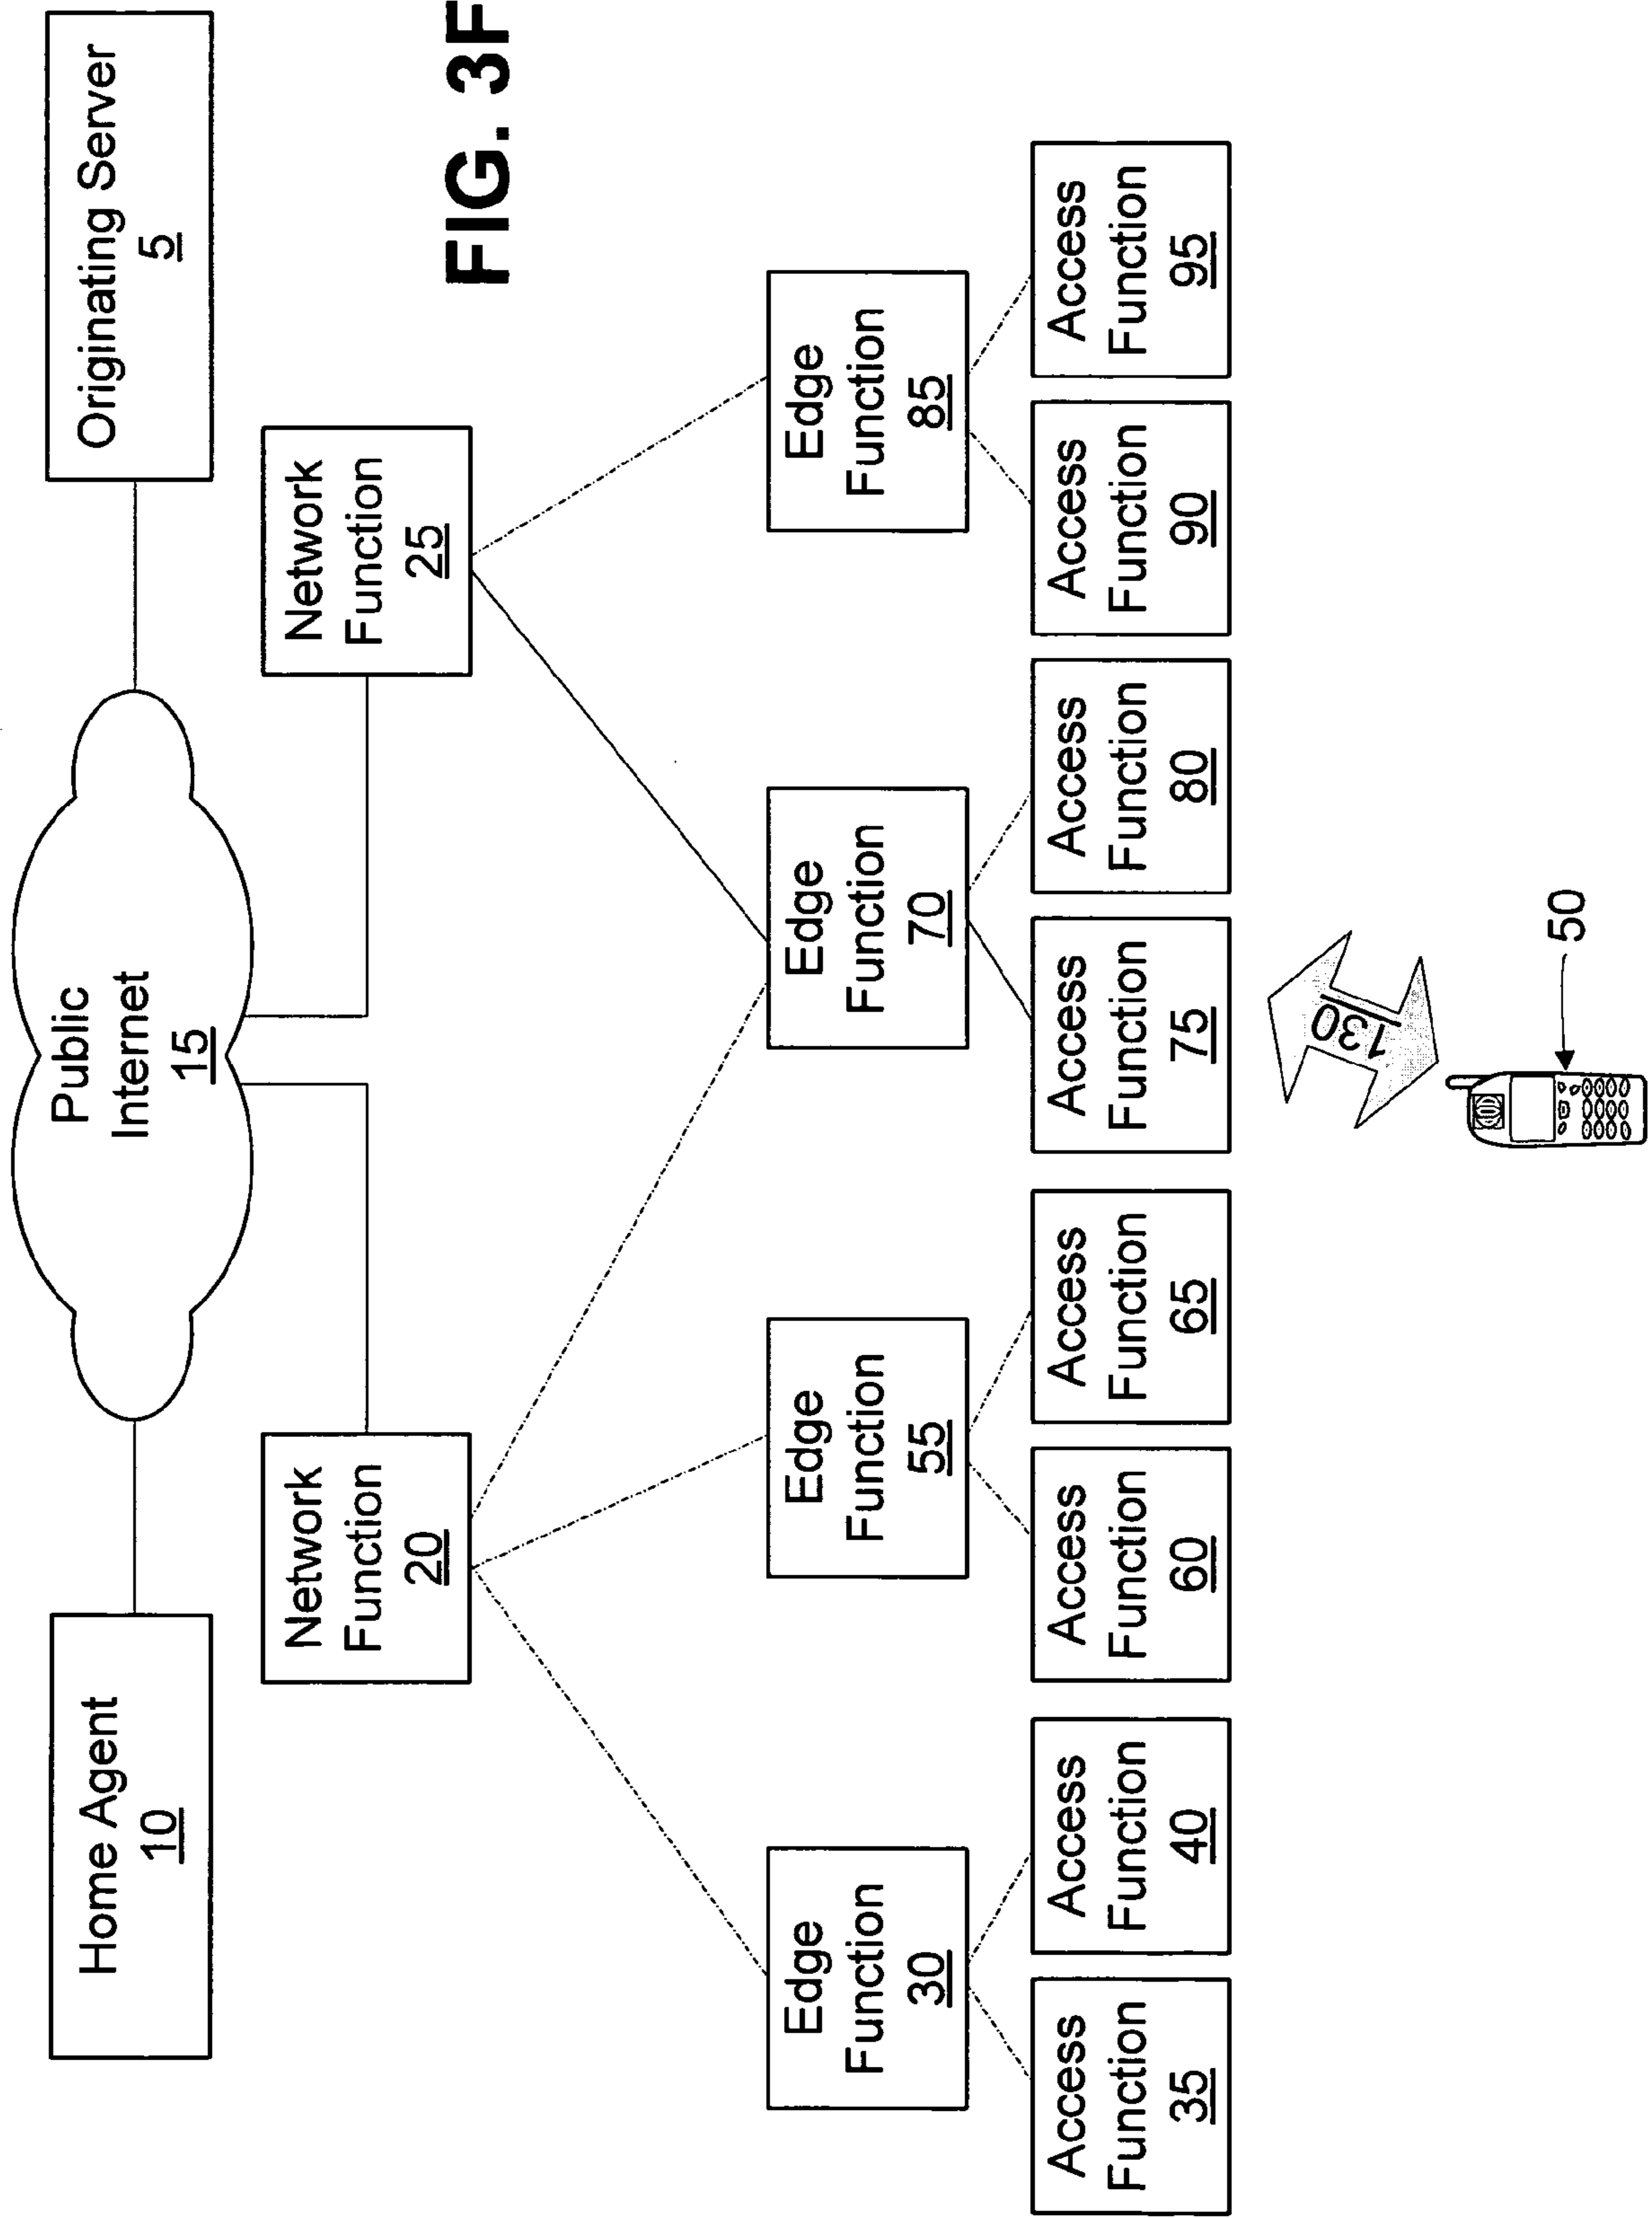 Home Agent
10
Public
Internet
15
Originating Server
5
Network
Function
20
Network
Function
25
FIG. 3F
Edge
Function
30
Edge
Function
55
Edge
Function
70
Edge
Function
85
Access
Function
35
Access
Function
40
Access
Function
60
Access
Function
65
Access
Function
75
Access
Function
80
Access
Function
90
Access
Function
95
130
50